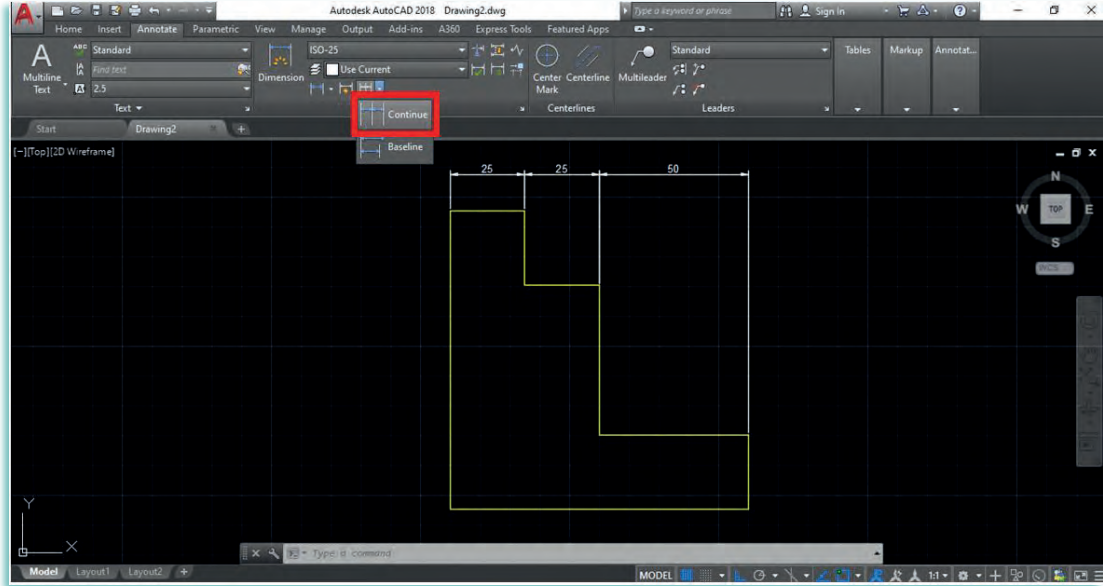 Autodesk AutoCAD 2018 Drawing2.dwg
Type a keyword or phrase
Sign In
Home Insert Annotate Parametric View Manage Output Add-ins A360 Express Tools Featured Apps
A
Multiline
Text
ABC
Standard
Find text
2.5
Text
Dimension
ISO-25
Use Current
Continue
Baseline
Center
Mark
Centerline
Centerlines
Multileader
Standard
Leaders
Tables
Markup
Annotat...
Start
Drawing2
[-][Top][2D Wireframe]
25 25 50
N
W TOP E
S
WCS
Y
X
Type a command
Model Layout1 Layout2 +
MODEL
1:1